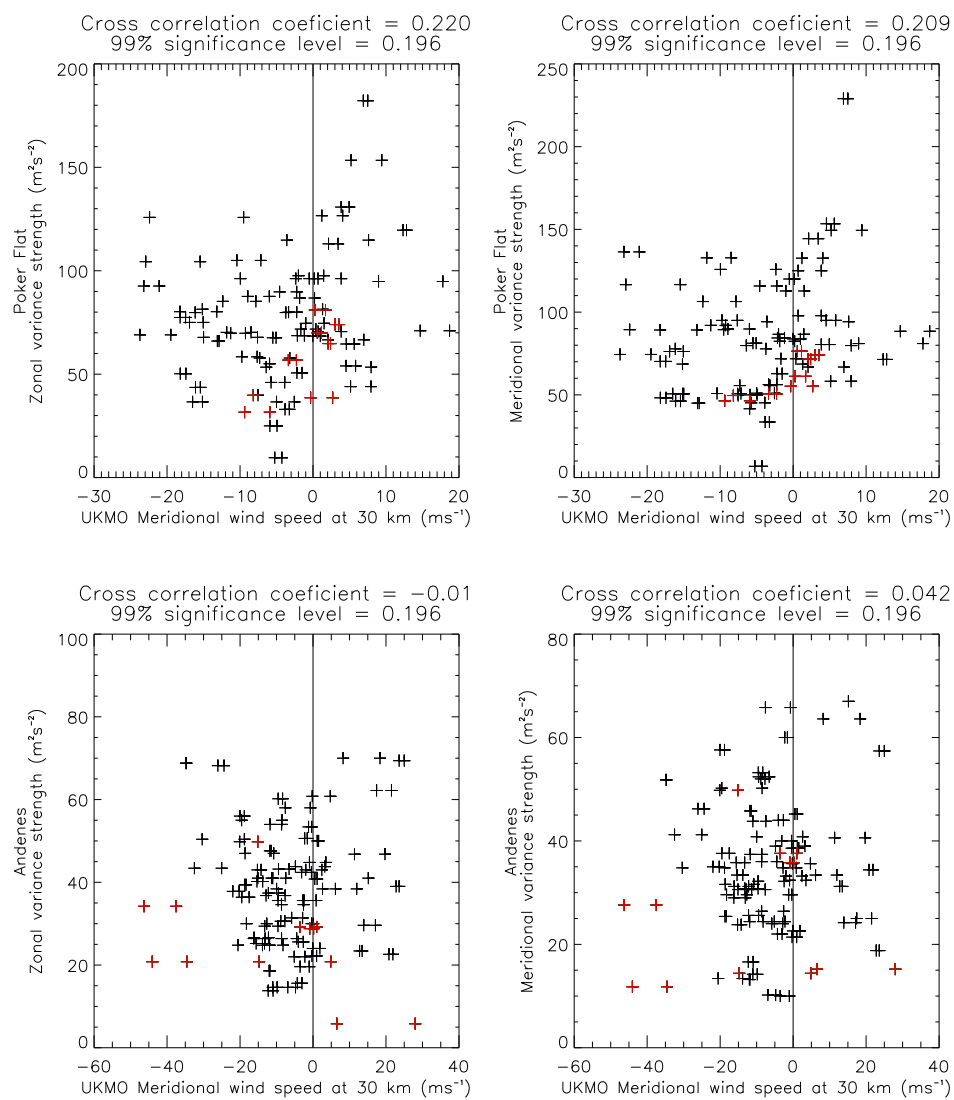 Cross correlation coeficient = 0.220
99% significance level = 0.196
200
150
100
50
0
Poker Flat
Zonal variance strength (m²s⁻²)
−30 −20 −10 0 10 20
UKMO Meridional wind speed at 30 km (ms⁻¹)
Cross correlation coeficient = 0.209
99% significance level = 0.196
250
200
150
100
50
0
Poker Flat
Meridional variance strength (m²s⁻²)
−30 −20 −10 0 10 20
UKMO Meridional wind speed at 30 km (ms⁻¹)
Cross correlation coeficient = −0.01
99% significance level = 0.196
100
80
60
40
20
0
Andenes
Zonal variance strength (m²s⁻²)
−60 −40 −20 0 20 40
UKMO Meridional wind speed at 30 km (ms⁻¹)
Cross correlation coeficient = 0.042
99% significance level = 0.196
80
60
40
20
0
Andenes
Meridional variance strength (m²s⁻²)
−60 −40 −20 0 20 40
UKMO Meridional wind speed at 30 km (ms⁻¹)